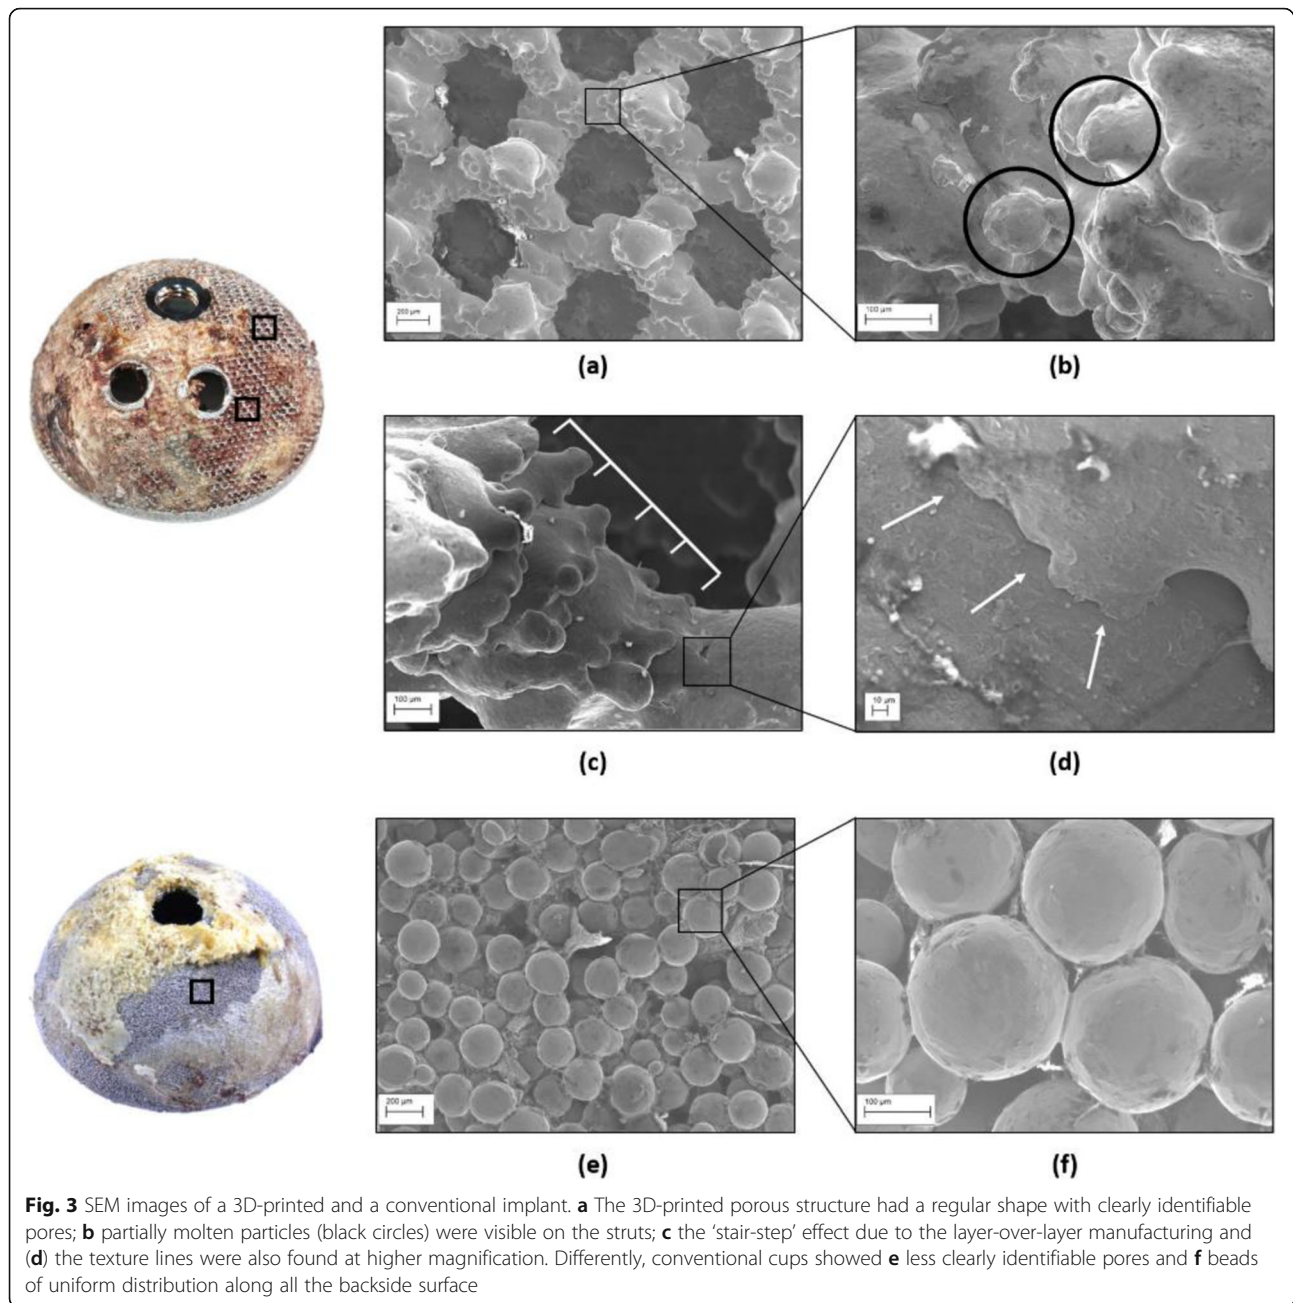 200 µm
100 µm
(a)
(b)
100 µm
10 µm
(c)
(d)
200 µm
100 µm
(e)
(f)
Fig. 3 SEM images of a 3D-printed and a conventional implant. a The 3D-printed porous structure had a regular shape with clearly identifiable
pores; b partially molten particles (black circles) were visible on the struts; c the ‘stair-step’ effect due to the layer-over-layer manufacturing and
(d) the texture lines were also found at higher magnification. Differently, conventional cups showed e less clearly identifiable pores and f beads
of uniform distribution along all the backside surface